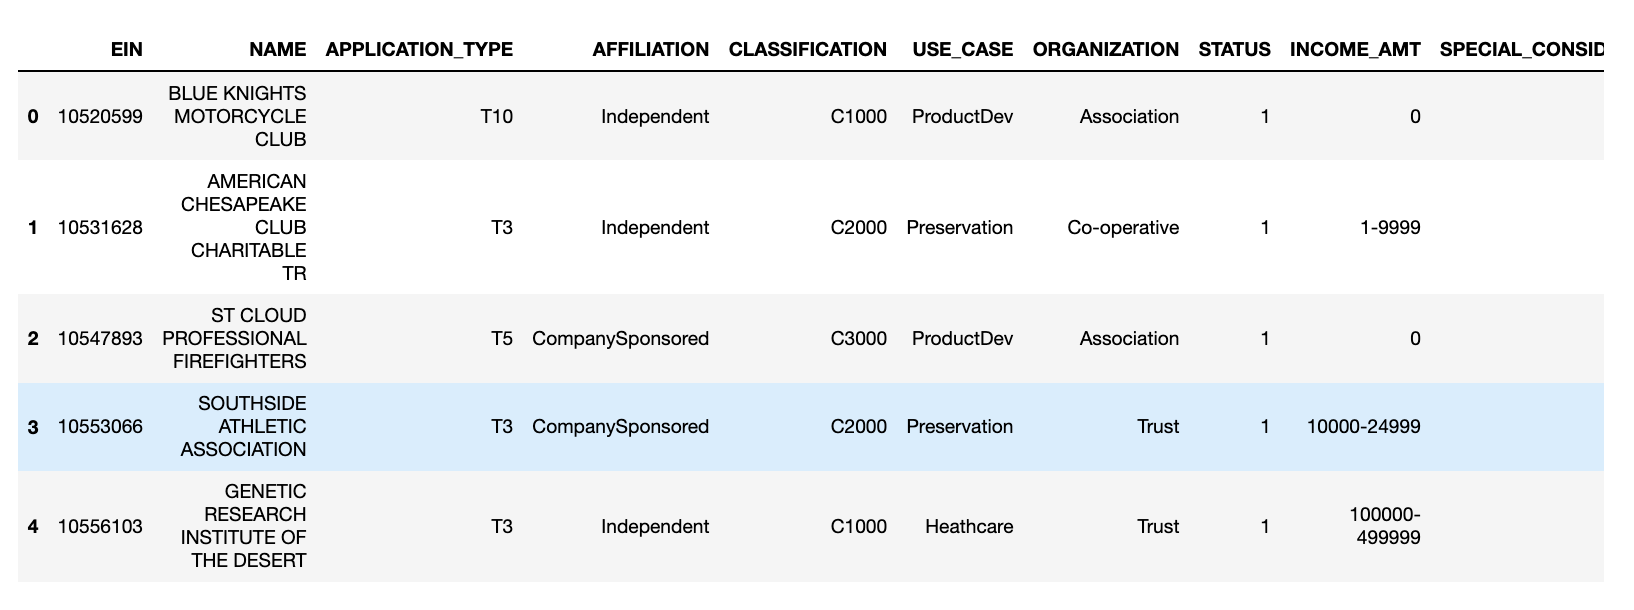 EIN NAME APPLICATION_TYPE AFFILIATION CLASSIFICATION USE_CASE ORGANIZATION STATUS INCOME_AMT SPECIAL_CONSID
0 10520599 BLUE KNIGHTS MOTORCYCLE CLUB T10 Independent C1000 ProductDev Association 1 0
1 10531628 AMERICAN CHESAPEAKE CLUB CHARITABLE TR T3 Independent C2000 Preservation Co-operative 1 1-9999
2 10547893 ST CLOUD PROFESSIONAL FIREFIGHTERS T5 CompanySponsored C3000 ProductDev Association 1 0
3 10553066 SOUTHSIDE ATHLETIC ASSOCIATION T3 CompanySponsored C2000 Preservation Trust 1 10000-24999
4 10556103 GENETIC RESEARCH INSTITUTE OF THE DESERT T3 Independent C1000 Heathcare Trust 1 100000-499999